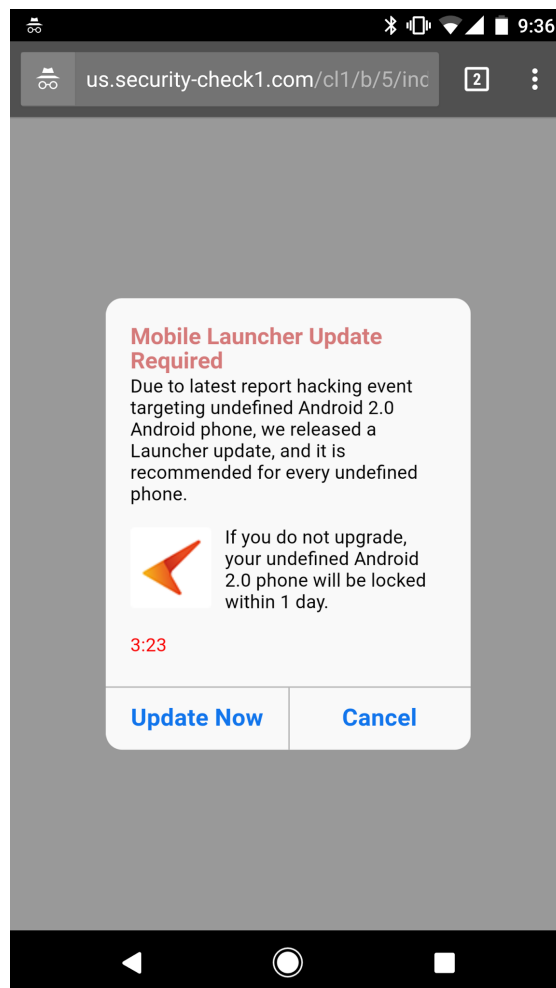 9:36
us.security-check1.com/cl1/b/5/ind
2
Mobile Launcher Update
Required
Due to latest report hacking event
targeting undefined Android 2.0
Android phone, we released a
Launcher update, and it is
recommended for every undefined
phone.
If you do not upgrade,
your undefined Android
2.0 phone will be locked
within 1 day.
3:23
Update Now
Cancel